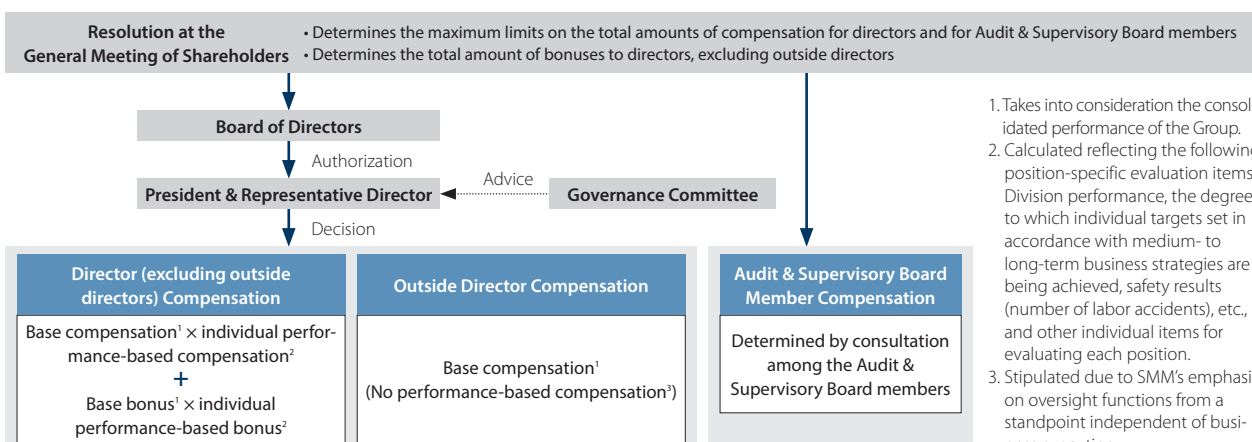 Resolution at the
General Meeting of Shareholders
• Determines the maximum limits on the total amounts of compensation for directors and for Audit & Supervisory Board members
• Determines the total amount of bonuses to directors, excluding outside directors
Board of Directors
Authorization
President & Representative Director
Advice
Governance Committee
Decision
Director (excluding outside
directors) Compensation
Base compensation¹ × individual perfor-
mance-based compensation²
+
Base bonus¹ × individual
performance-based bonus²
Outside Director Compensation
Base compensation¹
(No performance-based compensation³)
Audit & Supervisory Board
Member Compensation
Determined by consultation
among the Audit &
Supervisory Board members
1. Takes into consideration the consol-
idated performance of the Group.
2. Calculated reflecting the following
position-specific evaluation items
Division performance, the degree
to which individual targets set in
accordance with medium- to
long-term business strategies are
being achieved, safety results
(number of labor accidents), etc.,
and other individual items for
evaluating each position.
3. Stipulated due to SMM's emphasi
on oversight functions from a
standpoint independent of busi-